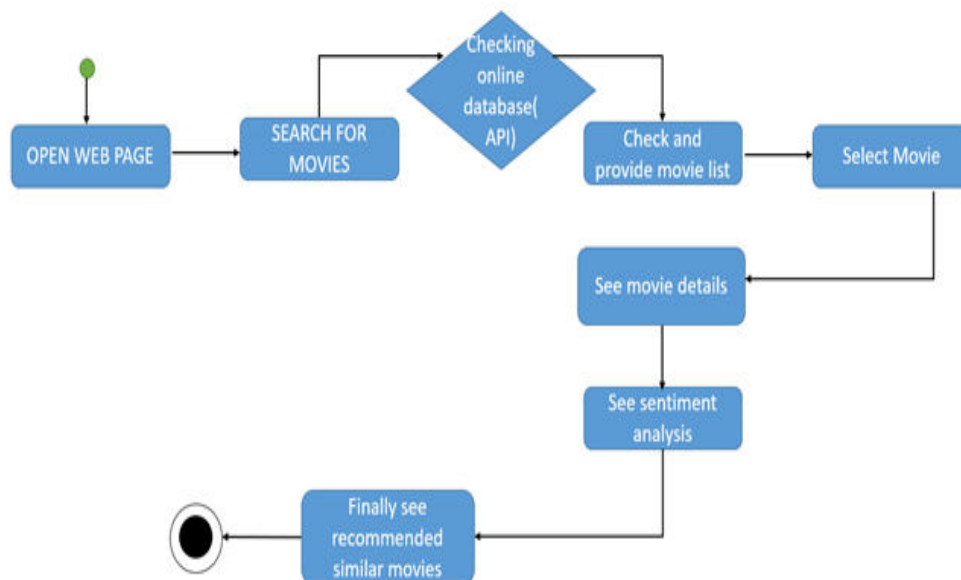 OPEN WEB PAGE
SEARCH FOR
MOVIES
Checking
online
database(
API)
Check and
provide movie list
Select Movie
See movie details
See sentiment
analysis
Finally see
recommended
similar movies